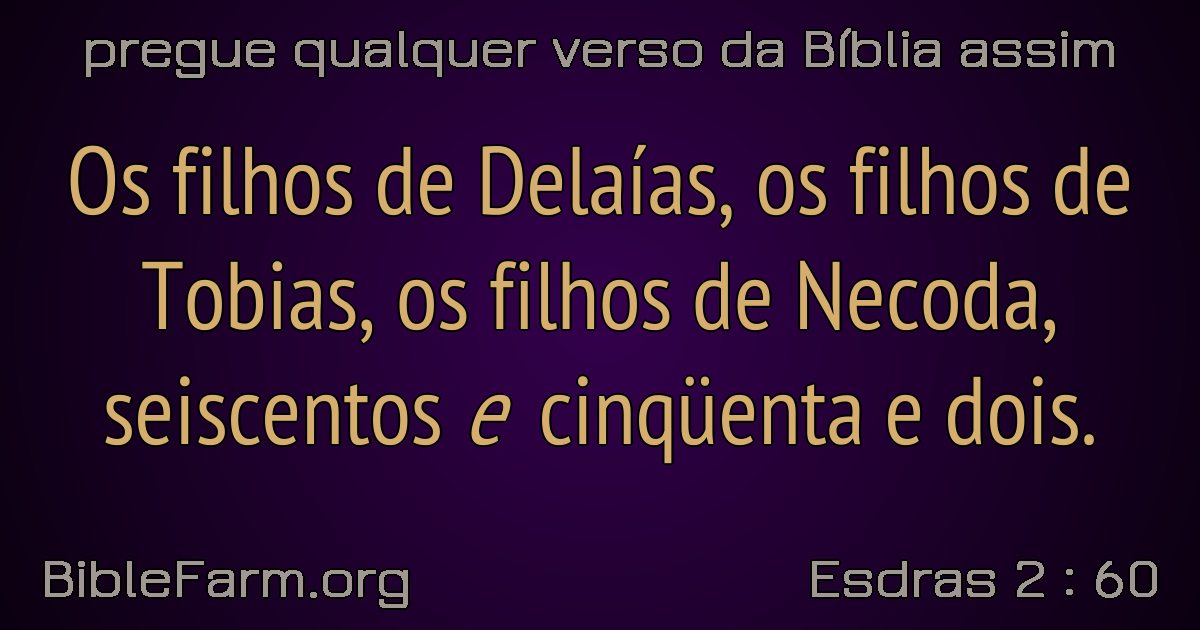 pregue qualquer verso da Bíblia assim
Os filhos de Delaías, os filhos de
Tobias, os filhos de Necoda,
seiscentos e cinqüenta e dois.
BibleFarm.org
Esdras 2 : 60